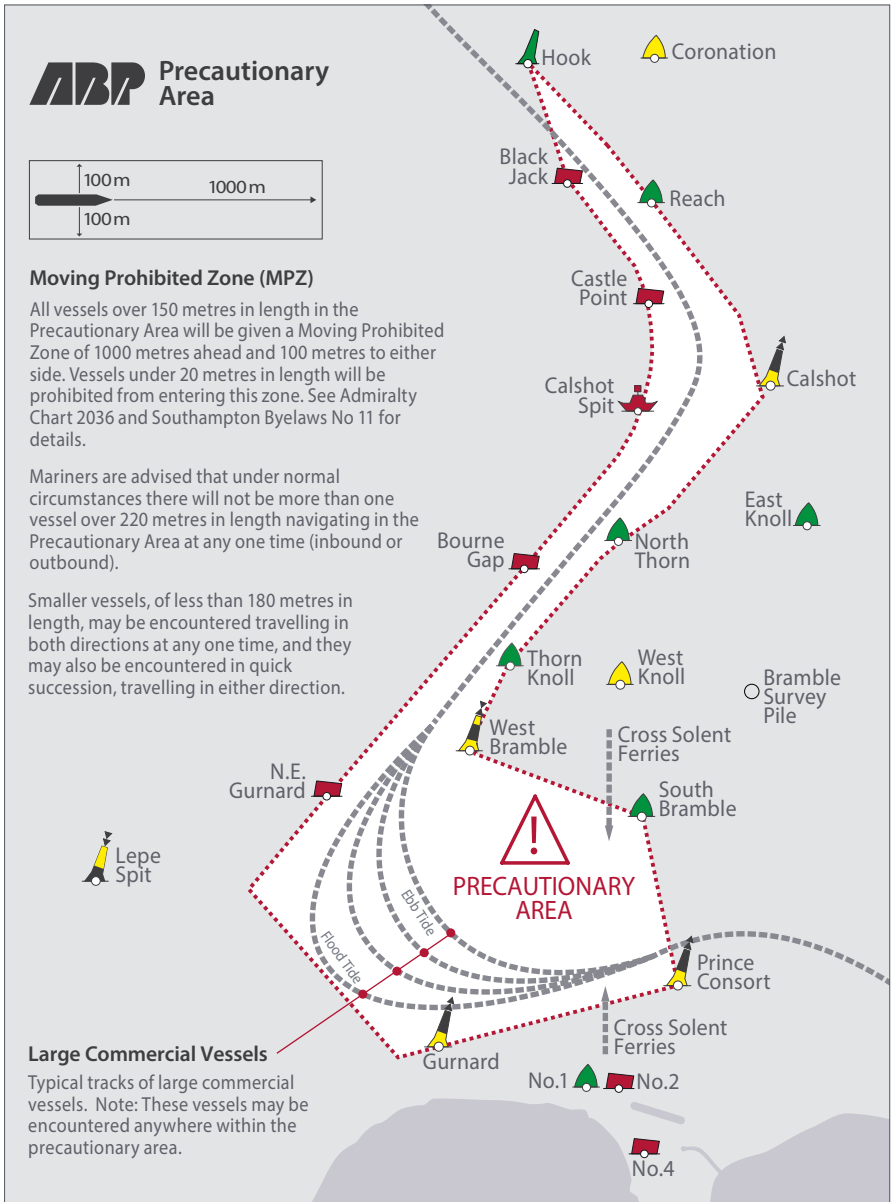 ABP Precautionary
Area
100 m
1000 m
100 m
Moving Prohibited Zone (MPZ)
All vessels over 150 metres in length in the
Precautionary Area will be given a Moving Prohibited
Zone of 1000 metres ahead and 100 metres to either
side. Vessels under 20 metres in length will be
prohibited from entering this zone. See Admiralty
Chart 2036 and Southampton Byelaws No 11 for
details.
Mariners are advised that under normal
circumstances there will not be more than one
vessel over 220 metres in length navigating in the
Precautionary Area at any one time (inbound or
outbound).
Smaller vessels, of less than 180 metres in
length, may be encountered travelling in
both directions at any one time, and they
may also be encountered in quick
succession, travelling in either direction.
Hook
Coronation
Black
Jack
Reach
Castle
Point
Calshot
Calshot
Spit
East
Knoll
North
Thorn
Bourne
Gap
Thorn
Knoll
West
Knoll
Bramble
Survey
Pile
West
Bramble
Cross Solent
Ferries
N.E.
Gurnard
South
Bramble
Lepe
Spit
!
PRECAUTIONARY
AREA
Ebb Tide
Flood Tide
Prince
Consort
Cross Solent
Ferries
Gurnard
No.1
No.2
No.4
Large Commercial Vessels
Typical tracks of large commercial
vessels. Note: These vessels may be
encountered anywhere within the
precautionary area.